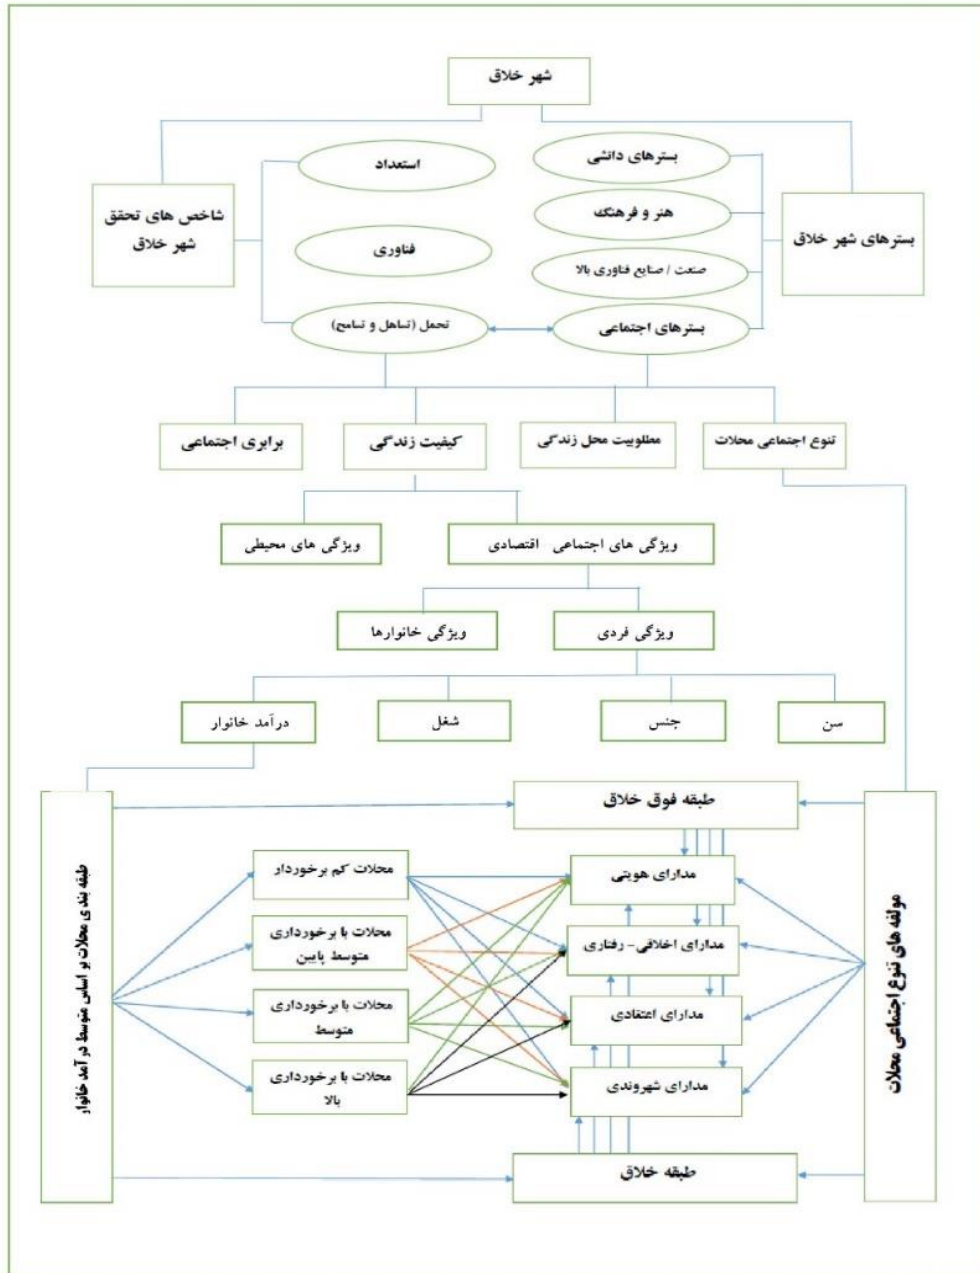 شهر خلاق
بسترهای شهر خلاق
بسترهای دانشی
هنر و فرهنگ
صنعت / صنایع فناوری بالا
بسترهای اجتماعی
استعداد
فناوری
تحمل (تساهل و تسامح)
شاخص های تحقق
شهر خلاق
تنوع اجتماعی محلات
مطلوبیت محل زندگی
کیفیت زندگی
برابری اجتماعی
ویژگی های اجتماعی اقتصادی
ویژگی های محیطی
ویژگی فردی
ویژگی خانوارها
سن
جنس
شغل
درآمد خانوار
مولفه های تنوع اجتماعی محلات
طبقه فوق خلاق
مدارای هویتی
مدارای اخلاقی- رفتاری
مدارای اعتقادی
مدارای شهروندی
طبقه خلاق
محلات کم برخوردار
محلات با برخورداری
متوسط پایین
محلات با برخورداری
متوسط
محلات با برخورداری
بالا
طبقه بندی محلات بر اساس متوسط درآمد خانوار